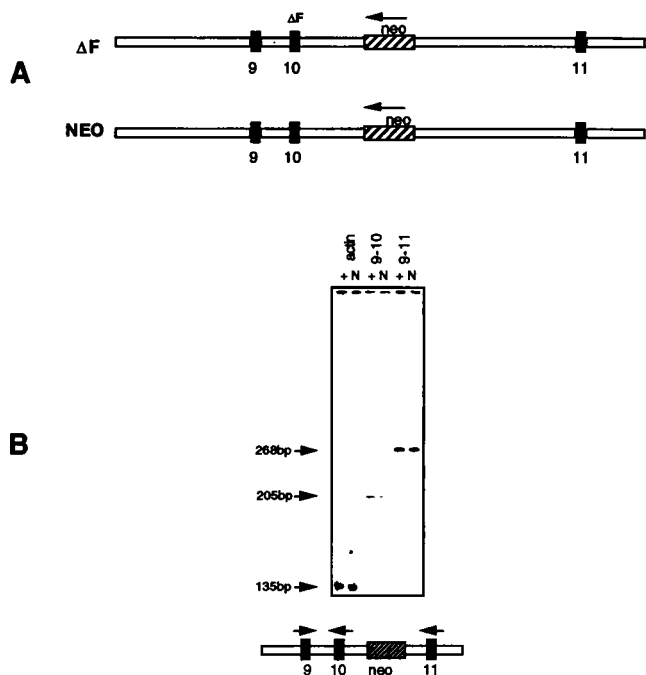 ΔF
neo
ΔF
A
9 10 11
neo
NEO
9 10 11
actin 9-10 9-11
+ N + N + N
B
268bp
205bp
135bp
9 10 neo 11